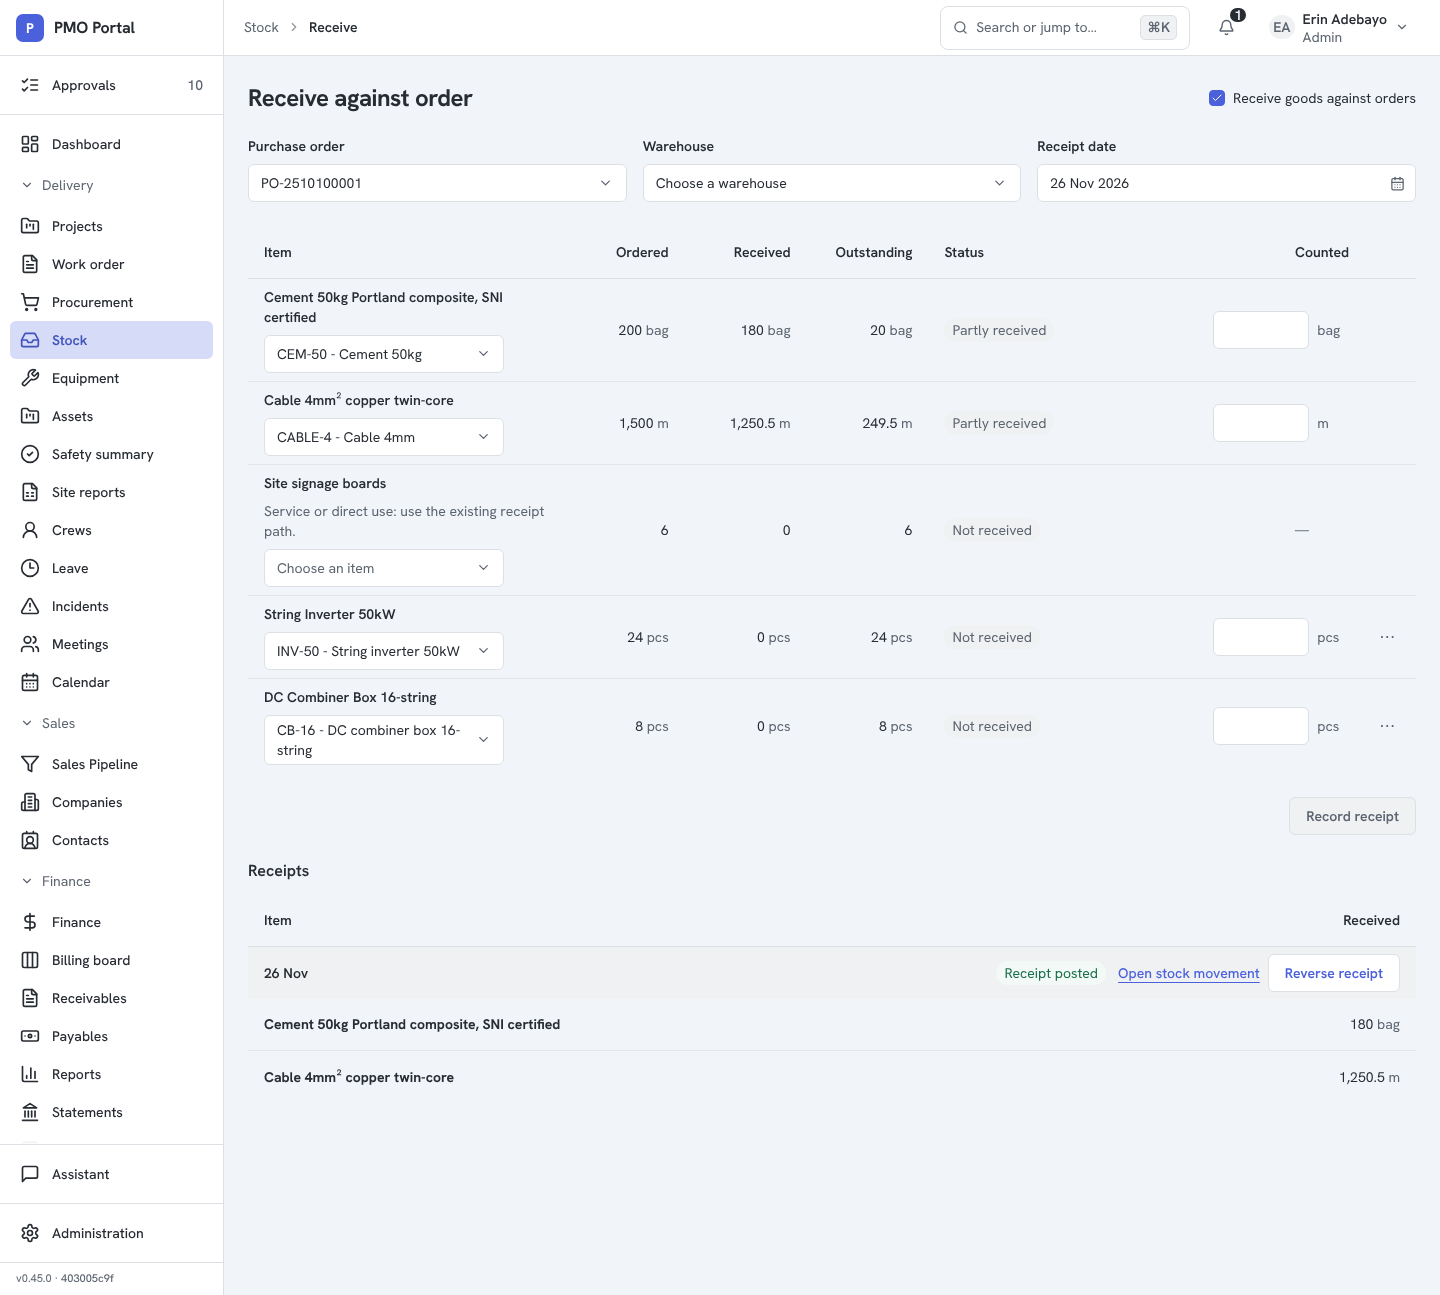 P PMO Portal
Stock > Receive
Search or jump to... ⌘K
1
EA Erin Adebayo
Admin
Approvals 10
Dashboard
Delivery
Projects
Work order
Procurement
Stock
Equipment
Assets
Safety summary
Site reports
Crews
Leave
Incidents
Meetings
Calendar
Sales
Sales Pipeline
Companies
Contacts
Finance
Finance
Billing board
Receivables
Payables
Reports
Statements
Assistant
Administration
v0.45.0 · 403005c9f
Receive against order
Receive goods against orders
Purchase order Warehouse Receipt date
PO-2510100001 Choose a warehouse 26 Nov 2026
Item Ordered Received Outstanding Status Counted
Cement 50kg Portland composite, SNI
certified
CEM-50 - Cement 50kg
200 bag 180 bag 20 bag Partly received bag
Cable 4mm² copper twin-core
CABLE-4 - Cable 4mm
1,500 m 1,250.5 m 249.5 m Partly received m
Site signage boards
Service or direct use: use the existing receipt
path.
Choose an item
6 0 6 Not received —
String Inverter 50kW
INV-50 - String inverter 50kW
24 pcs 0 pcs 24 pcs Not received pcs ...
DC Combiner Box 16-string
CB-16 - DC combiner box 16-
string
8 pcs 0 pcs 8 pcs Not received pcs ...
Record receipt
Receipts
Item Received
26 Nov Receipt posted Open stock movement Reverse receipt
Cement 50kg Portland composite, SNI certified 180 bag
Cable 4mm² copper twin-core 1,250.5 m